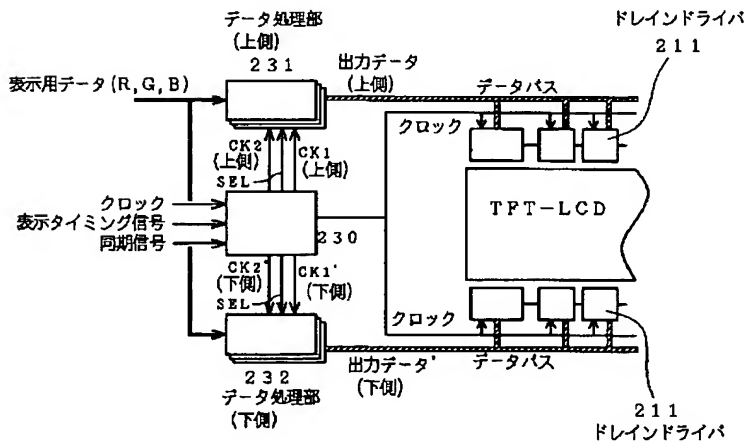 データ処理部
(上側)
231
ドレインドライバ
211
表示用データ(R,G,B)
出力データ
(上側)
データバス
クロック
CK2
(上側)
SEL
CK1
(上側)
クロック
表示タイミング信号
同期信号
230
TFT-LCD
CK2'
(下側)
SEL
CK1'
(下側)
クロック
データバス
出力データ'
(下側)
232
データ処理部
(下側)
211
ドレインドライバ